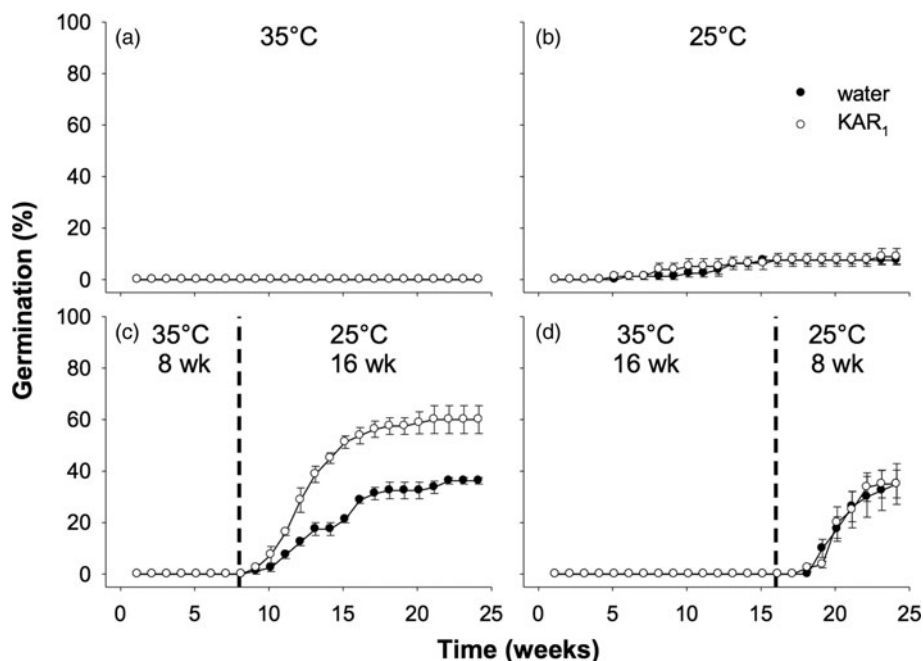 (a) 35°C
(b) 25°C
water
KAR₁
100
80
60
40
20
0
(c) 35°C 25°C
8 wk 16 wk
(d) 35°C 25°C
16 wk 8 wk
100
80
60
40
20
0
0 5 10 15 20 25
0 5 10 15 20 25
Germination (%)
Time (weeks)